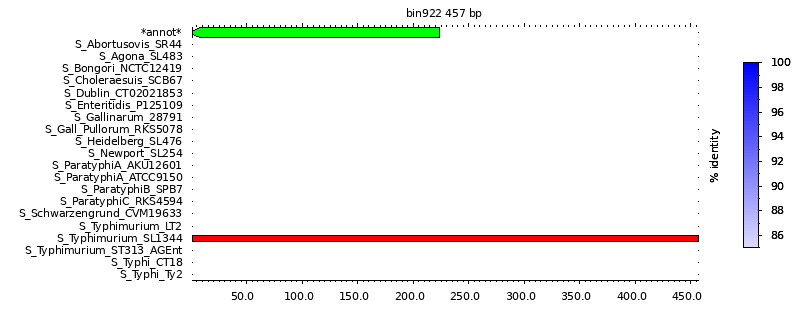 bin922 457 bp
*annot*
S_Abortusovis_SR44
S_Agona_SL483
S_Bongori_NCTC12419
S_Choleraesuis_SCB67
S_Dublin_CT02021853
S_Enteritidis_P125109
S_Gallinarum_28791
S_Gall_Pullorum_RKS5078
S_Heidelberg_SL476
S_Newport_SL254
S_ParatyphiA_AKU12601
S_ParatyphiA_ATCC9150
S_ParatyphiB_SPB7
S_ParatyphiC_RKS4594
S_Schwarzengrund_CVM19633
S_Typhimurium_LT2
S_Typhimurium_SL1344
S_Typhimurium_ST313_AGEnt
S_Typhi_CT18
S_Typhi_Ty2
50.0 100.0 150.0 200.0 250.0 300.0 350.0 400.0 450.0
% identity
100
98
96
94
92
90
88
86